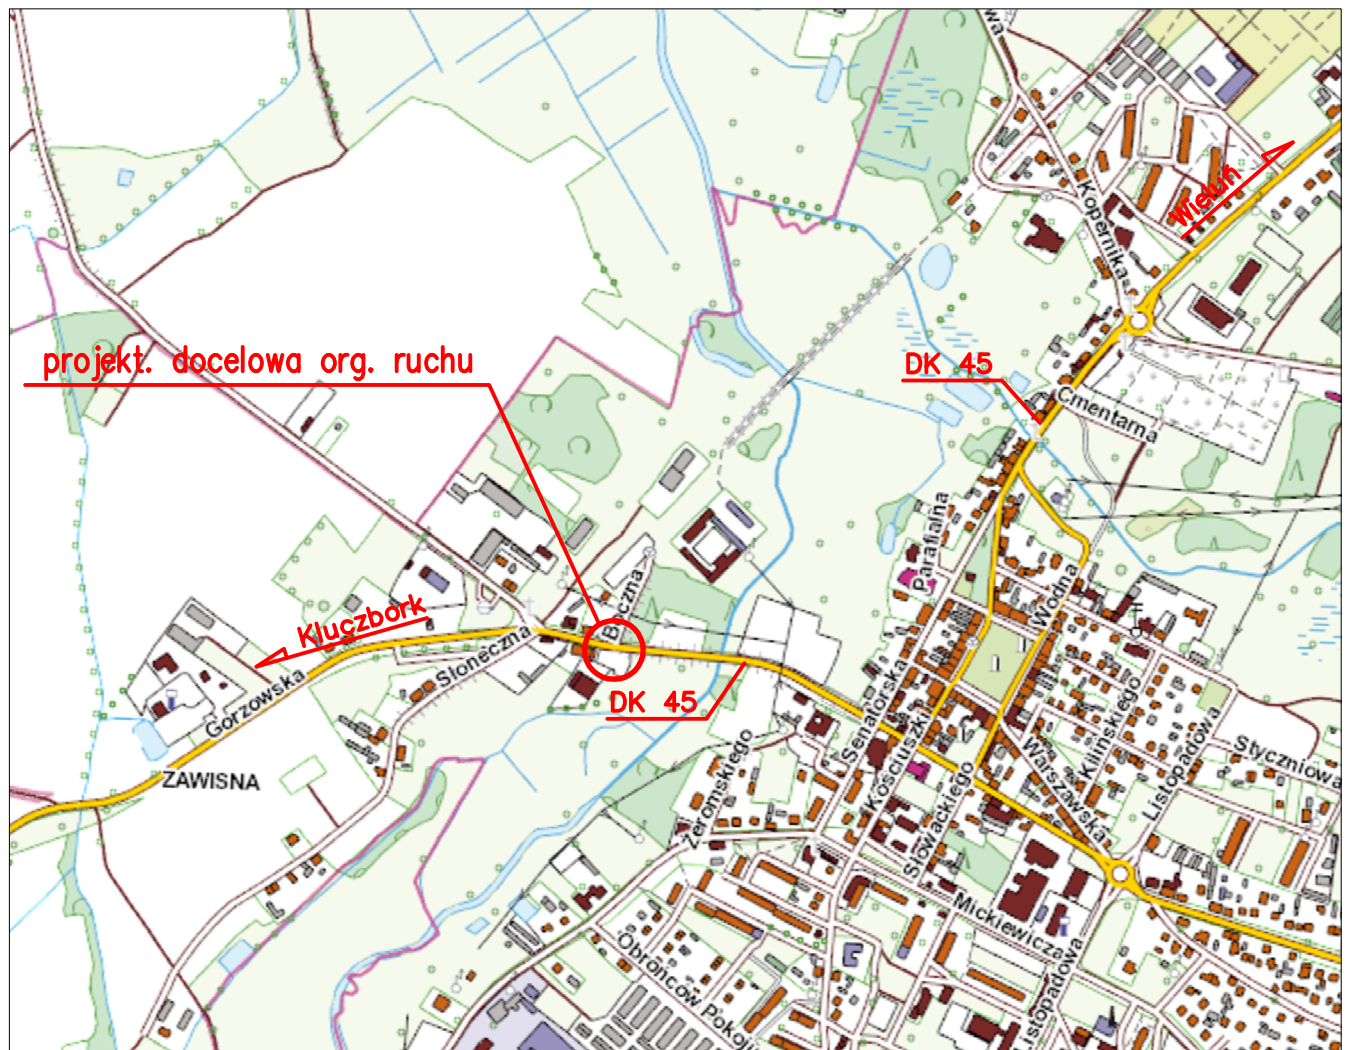 wa
Wieluń
Kopernika
projekt. docelowa org. ruchu
DK 45
Cmentarna
Parafialna
Wodna
Boczna
Kluczbork
Słoneczna
Gorzowska
DK 45
ZAWISNA
Senatorska
Kościuszki
Kilińskiego
Listopadowa
Styczniowa
Warszawska
Żeromskiego
Słowackiego
Mickiewicza
Obrońców Pokoju
Listopadowa